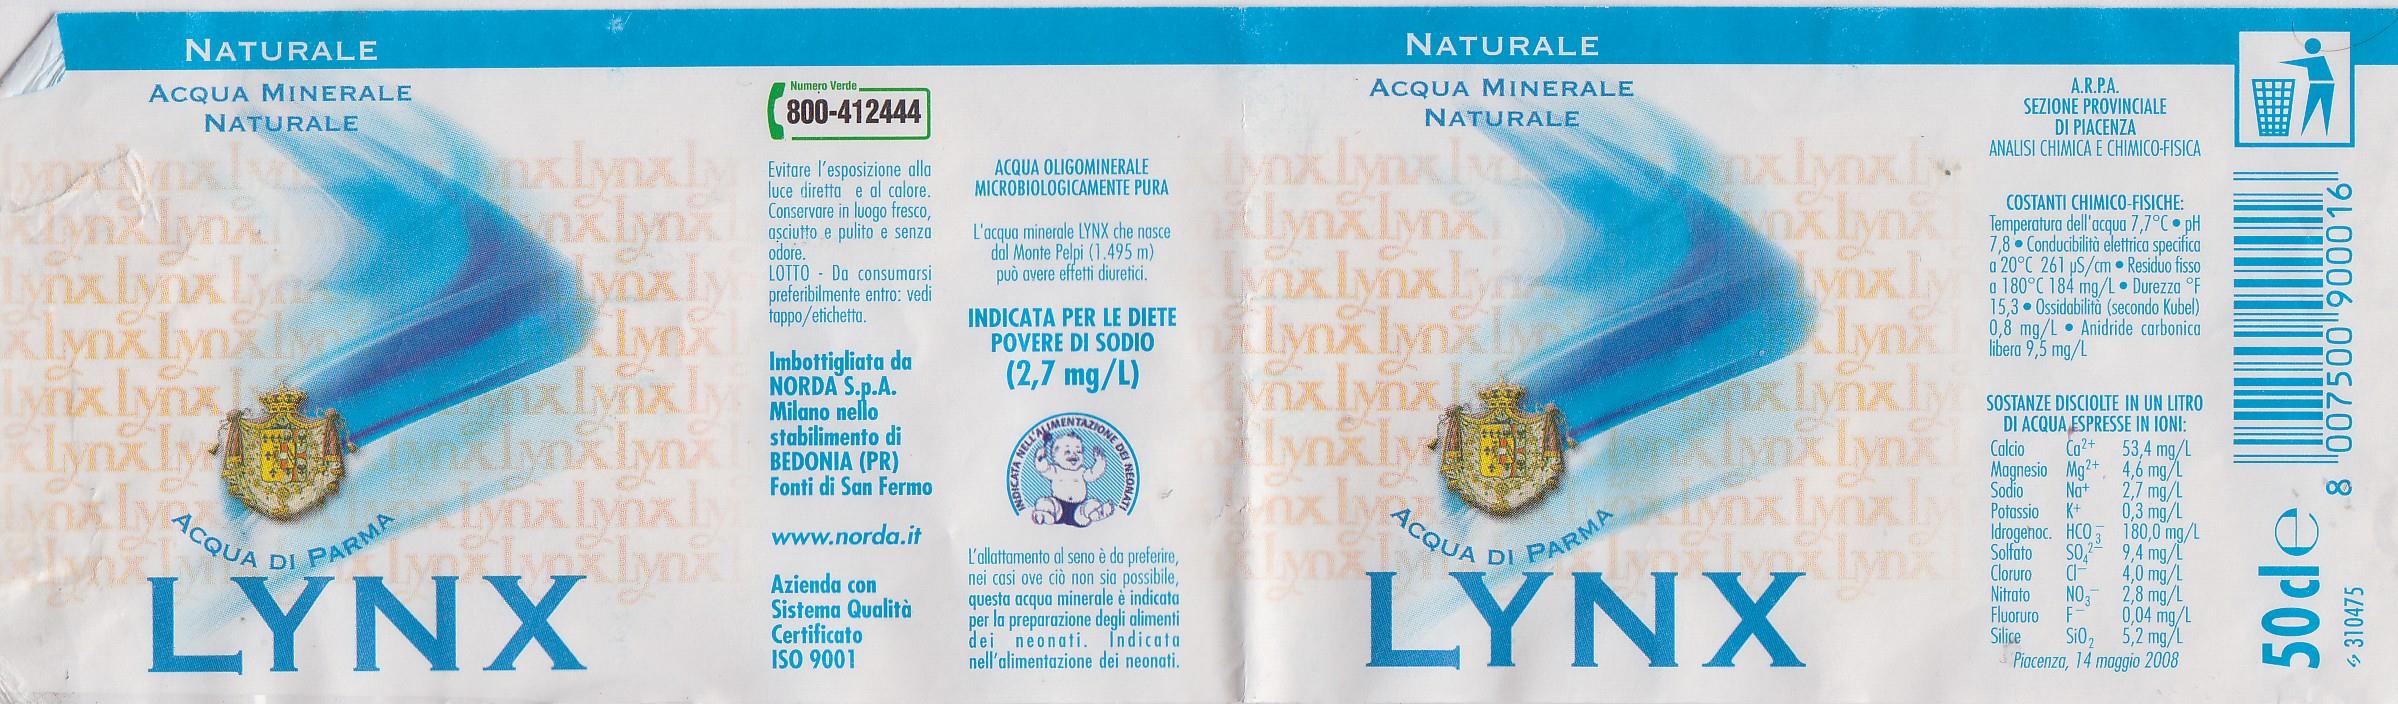 NATURALE
ACQUA MINERALE
NATURALE
ACQUA DI PARMA
LYNX
Numero Verde
800-412444
Evitare l'esposizione alla
luce diretta e al calore.
Conservare in luogo fresco,
asciutto e pulito e senza
odore.
LOTTO - Da consumarsi
preferibilmente entro: vedi
tappo/etichetta.
Imbottigliata da
NORDA S.p.A.
Milano nello
stabilimento di
BEDONIA (PR)
Fonti di San Fermo
www.norda.it
Azienda con
Sistema Qualità
Certificato
ISO 9001
ACQUA OLIGOMINERALE
MICROBIOLOGICAMENTE PURA
L'acqua minerale LYNX che nasce
dal Monte Pelpi (1.495 m)
può avere effetti diuretici.
INDICATA PER LE DIETE
POVERE DI SODIO
(2,7 mg/L)
INDICATA NELL'ALIMENTAZIONE DEI NEONATI
L'allattamento al seno è da preferire,
nei casi ove ciò non sia possibile,
questa acqua minerale è indicata
per la preparazione degli alimenti
dei neonati. Indicata
nell'alimentazione dei neonati.
NATURALE
ACQUA MINERALE
NATURALE
ACQUA DI PARMA
LYNX
A.R.P.A.
SEZIONE PROVINCIALE
DI PIACENZA
ANALISI CHIMICA E CHIMICO-FISICA
COSTANTI CHIMICO-FISICHE:
Temperatura dell'acqua 7,7°C • pH
7,8 • Conducibilità elettrica specifica
a 20°C 261 µS/cm • Residuo fisso
a 180°C 184 mg/L • Durezza °F
15,3 • Ossidabilità (secondo Kubel)
0,8 mg/L • Anidride carbonica
libera 9,5 mg/L
SOSTANZE DISCIOLTE IN UN LITRO
DI ACQUA ESPRESSE IN IONI:
Calcio Ca2+ 53,4 mg/L
Magnesio Mg2+ 4,6 mg/L
Sodio Na+ 2,7 mg/L
Potassio K+ 0,3 mg/L
Idrogenoc. HCO3− 180,0 mg/L
Solfato SO42− 9,4 mg/L
Cloruro Cl− 4,0 mg/L
Nitrato NO3− 2,8 mg/L
Fluoruro F− 0,04 mg/L
Silice SiO2 5,2 mg/L
Piacenza, 14 maggio 2008
8 007500 900016
50cl e
310475